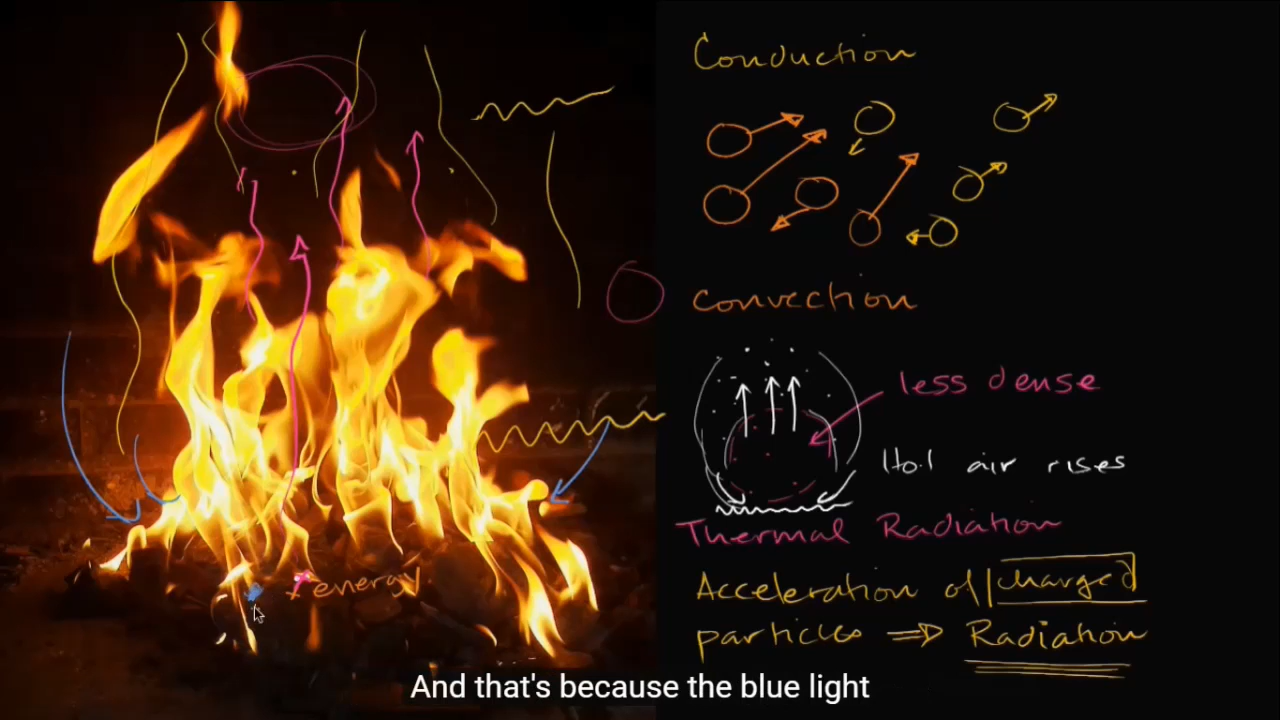 Conduction
Convection
less dense
Hot air rises
Thermal Radiation
Acceleration of charged
particles ⇒ Radiation
↑energy
And that's because the blue light